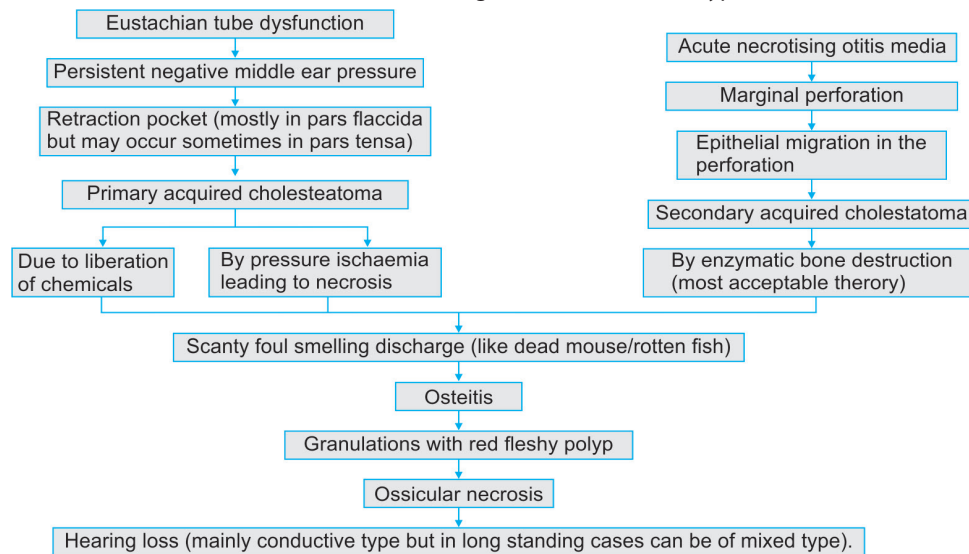 Eustachian tube dysfunction
Persistent negative middle ear pressure
Retraction pocket (mostly in pars flaccida
but may occur sometimes in pars tensa)
Primary acquired cholesteatoma
Due to liberation
of chemicals
By pressure ischaemia
leading to necrosis
Acute necrotising otitis media
Marginal perforation
Epithelial migration in the
perforation
Secondary acquired cholestatoma
By enzymatic bone destruction
(most acceptable therory)
Scanty foul smelling discharge (like dead mouse/rotten fish)
Osteitis
Granulations with red fleshy polyp
Ossicular necrosis
Hearing loss (mainly conductive type but in long standing cases can be of mixed type).